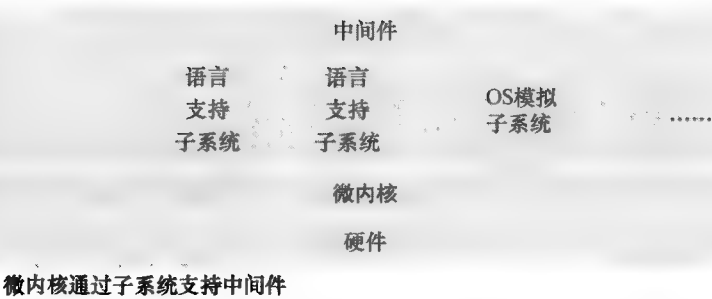 中间件
语言 语言
支持 支持 OS模拟
子系统 子系统 子系统
......
微内核
硬件
微内核通过子系统支持中间件